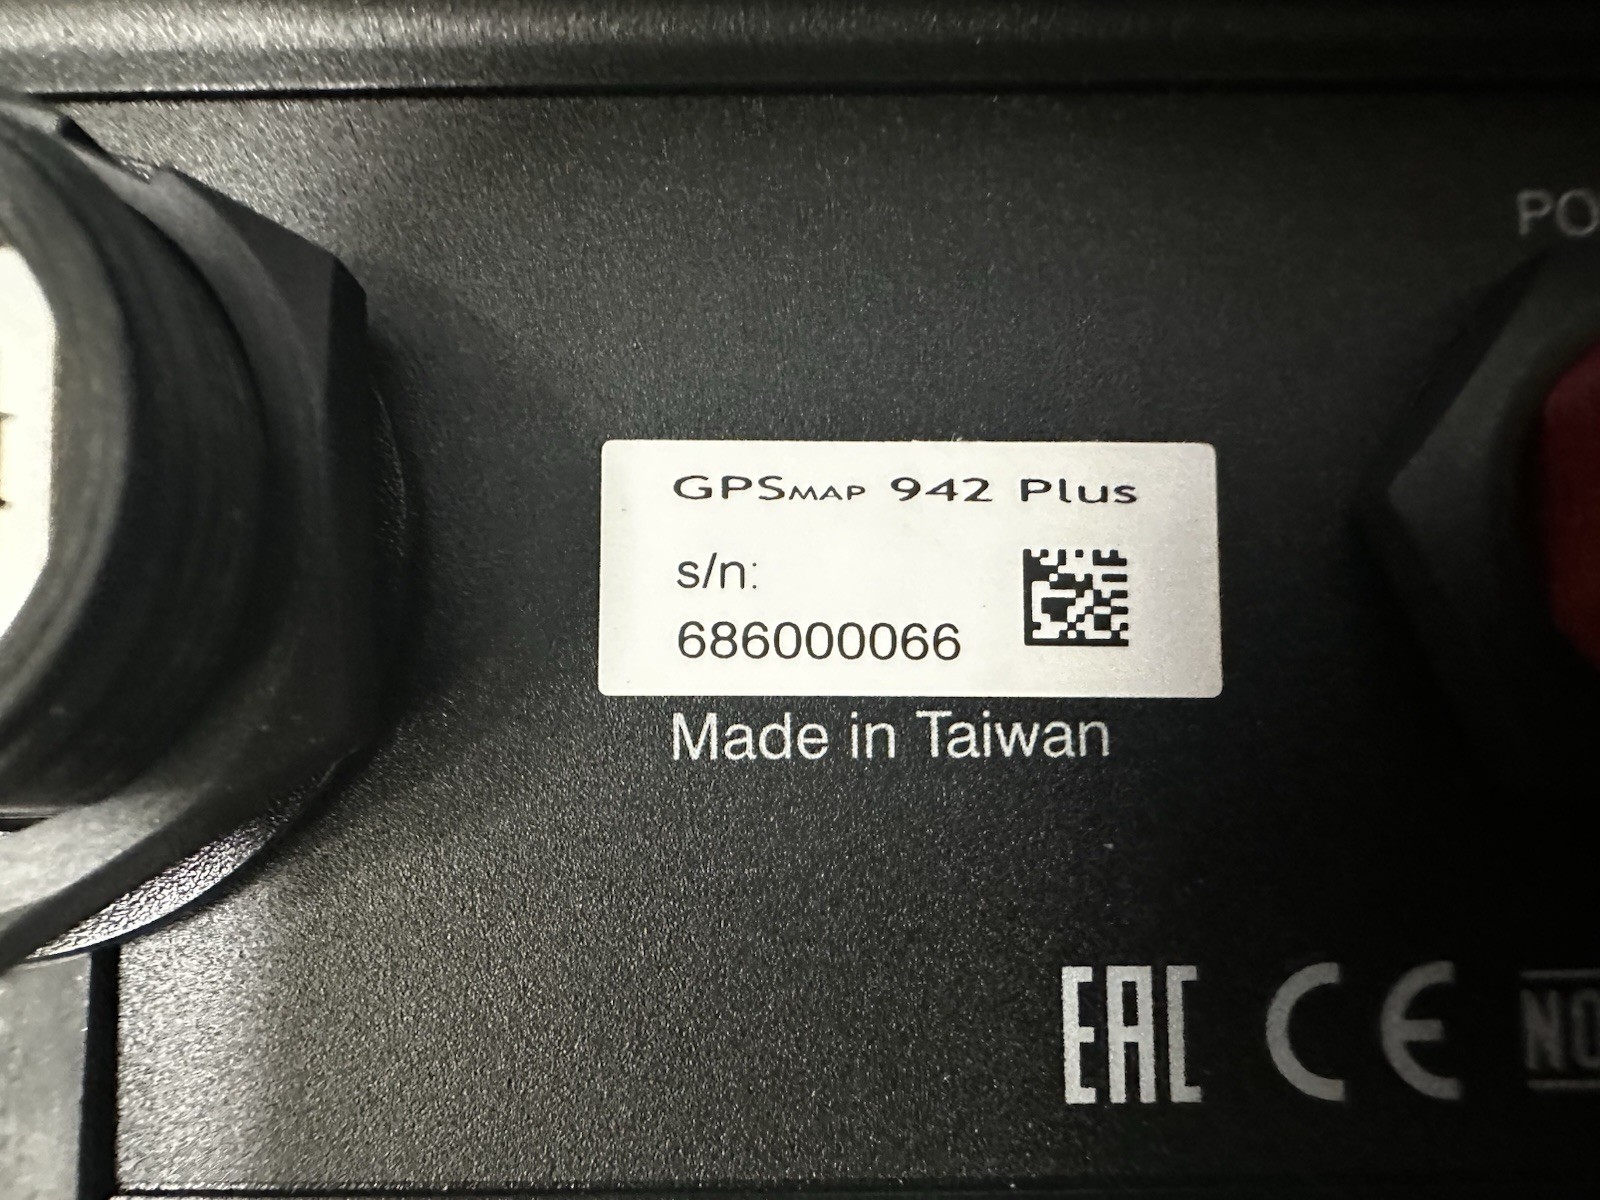 GPSMAP 942 Plus
s/n:
686000066
Made in Taiwan
EAC CE